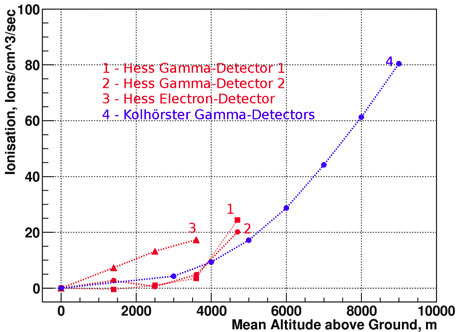 Ionisation, Ions/cm^3/sec
100
80
60
40
20
0
1 - Hess Gamma-Detector 1
2 - Hess Gamma-Detector 2
3 - Hess Electron-Detector
4 - Kolhörster Gamma-Detectors
4
3
1
2
0 2000 4000 6000 8000 10000
Mean Altitude above Ground, m